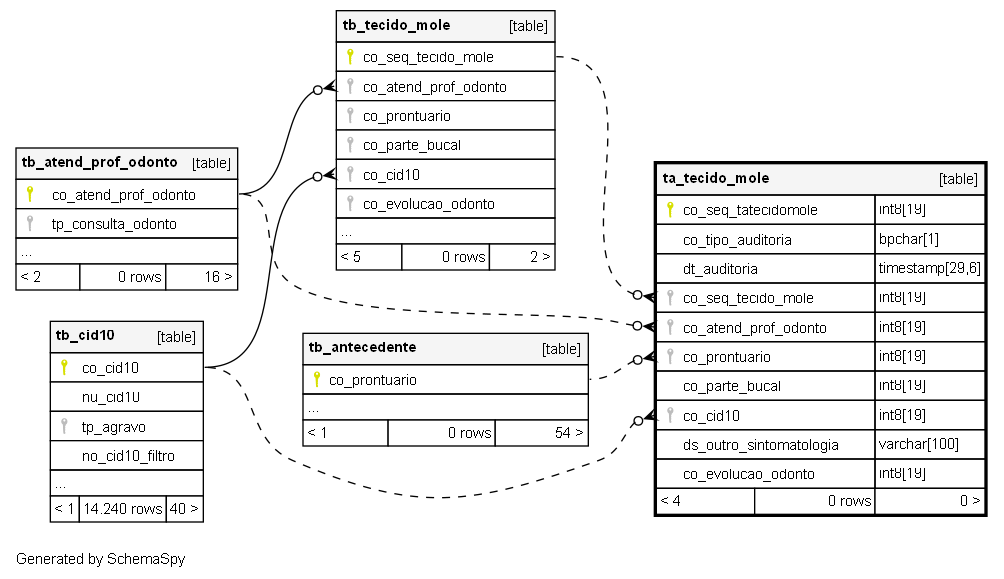 tb_tecido_mole [table]
co_seq_tecido_mole
co_atend_prof_odonto
co_prontuario
co_parte_bucal
co_cid10
co_evolucao_odonto
...
< 5 0 rows 2 >
tb_atend_prof_odonto [table]
co_atend_prof_odonto
tp_consulta_odonto
...
< 2 0 rows 16 >
ta_tecido_mole [table]
co_seq_tatecidomole int8[19]
co_tipo_auditoria bpchar[1]
dt_auditoria timestamp[29,6]
co_seq_tecido_mole int8[19]
co_atend_prof_odonto int8[19]
co_prontuario int8[19]
co_parte_bucal int8[19]
co_cid10 int8[19]
ds_outro_sintomatologia varchar[100]
co_evolucao_odonto int8[19]
< 4 0 rows 0 >
tb_cid10 [table]
co_cid10
nu_cid10
tp_agravo
no_cid10_filtro
...
< 1 14.240 rows 40 >
tb_antecedente [table]
co_prontuario
...
< 1 0 rows 54 >
Generated by SchemaSpy